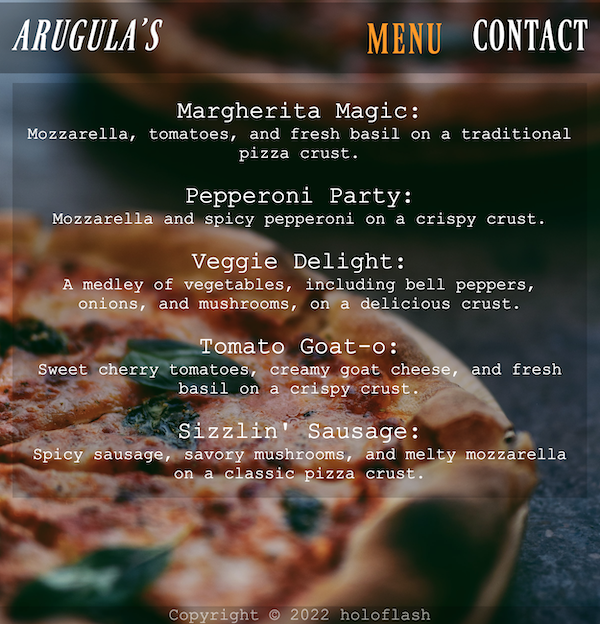 ARUGULA'S
MENU CONTACT
Margherita Magic:
Mozzarella, tomatoes, and fresh basil on a traditional
pizza crust.
Pepperoni Party:
Mozzarella and spicy pepperoni on a crispy crust.
Veggie Delight:
A medley of vegetables, including bell peppers,
onions, and mushrooms, on a delicious crust.
Tomato Goat-o:
Sweet cherry tomatoes, creamy goat cheese, and fresh
basil on a crispy crust.
Sizzlin' Sausage:
Spicy sausage, savory mushrooms, and melty mozzarella
on a classic pizza crust.
Copyright © 2022 holoflash